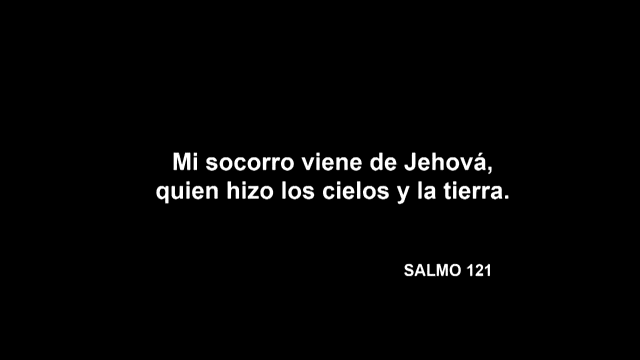 Mi socorro viene de Jehová,
quien hizo los cielos y la tierra.
SALMO 121